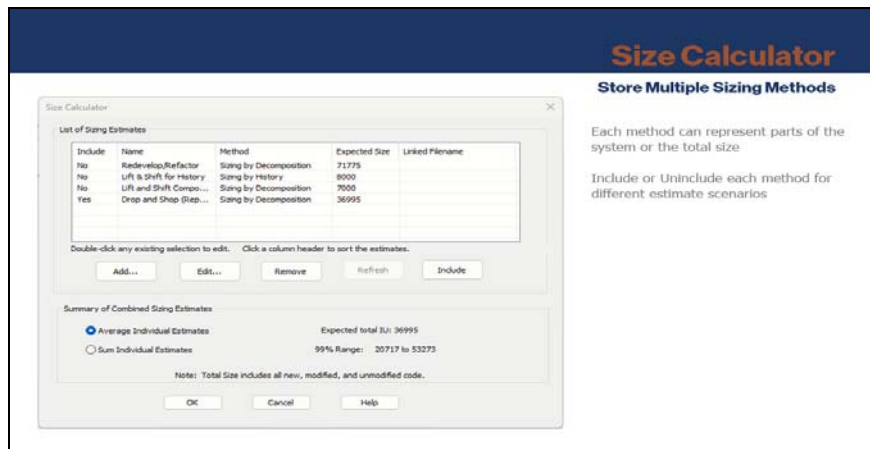 Size Calculator
Store Multiple Sizing Methods
Each method can represent parts of the
system or the total size
Include or Uninclude each method for
different estimate scenarios
Size Calculator
List of Sizing Estimates
Include Name Method Expected Size Linked Filename
No Redevelop/Refactor Sizing by Decomposition 71775
No Lift & Shift for History Sizing by History 8000
No Lift and Shift Compo... Sizing by Decomposition 7000
Yes Drop and Shop (Rep... Sizing by Decomposition 36995
Double-click any existing selection to edit. Click a column header to sort the estimates.
Add... Edit... Remove Refresh Include
Summary of Combined Sizing Estimates
Average Individual Estimates Expected total IU: 36995
Sum Individual Estimates 99% Range: 20717 to 53273
Note: Total Size includes all new, modified, and unmodified code.
OK Cancel Help